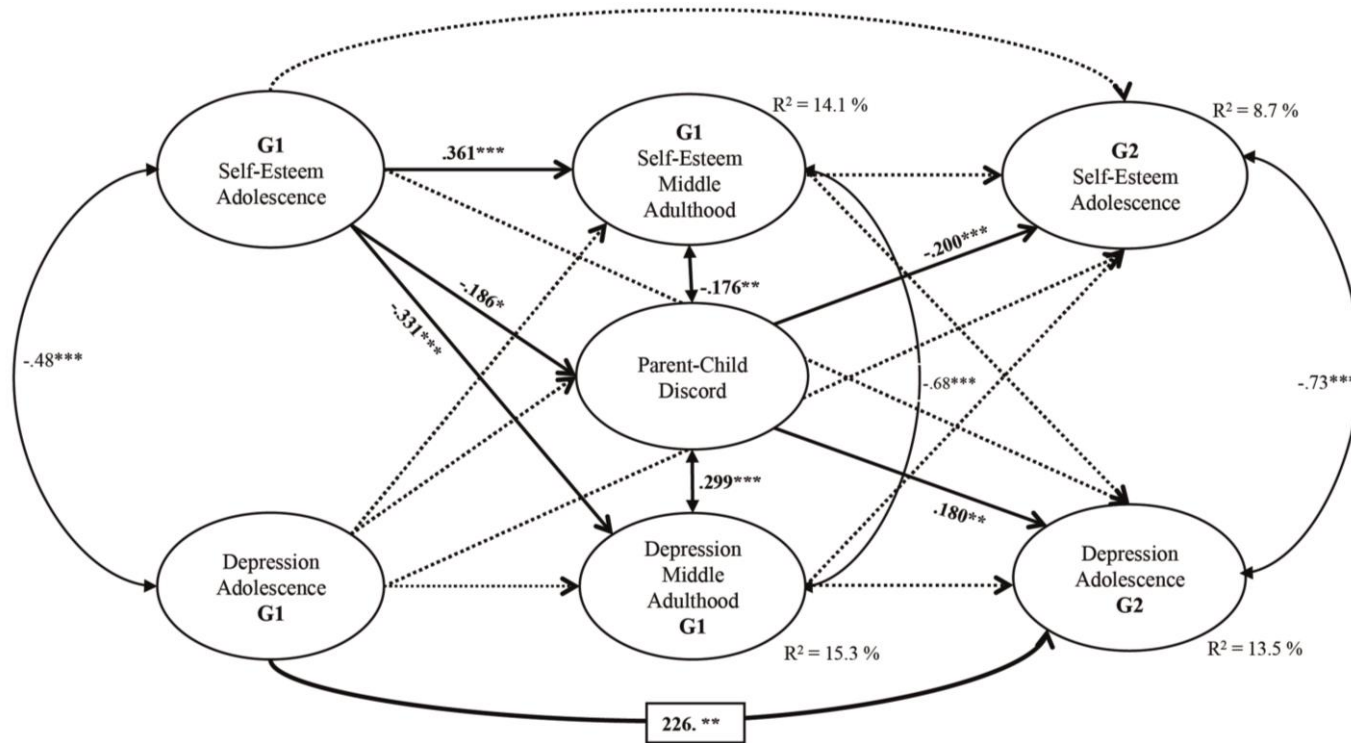 R² = 14.1 %
R² = 8.7 %
G1
Self-Esteem
Adolescence
.361***
G1
Self-Esteem
Middle
Adulthood
G2
Self-Esteem
Adolescence
-.200***
-.186*
-.176**
-.331***
-.48***
Parent-Child
Discord
-.68***
-.73***
.299***
.180**
Depression
Adolescence
G1
Depression
Middle
Adulthood
G1
Depression
Adolescence
G2
R² = 15.3 %
R² = 13.5 %
226. **